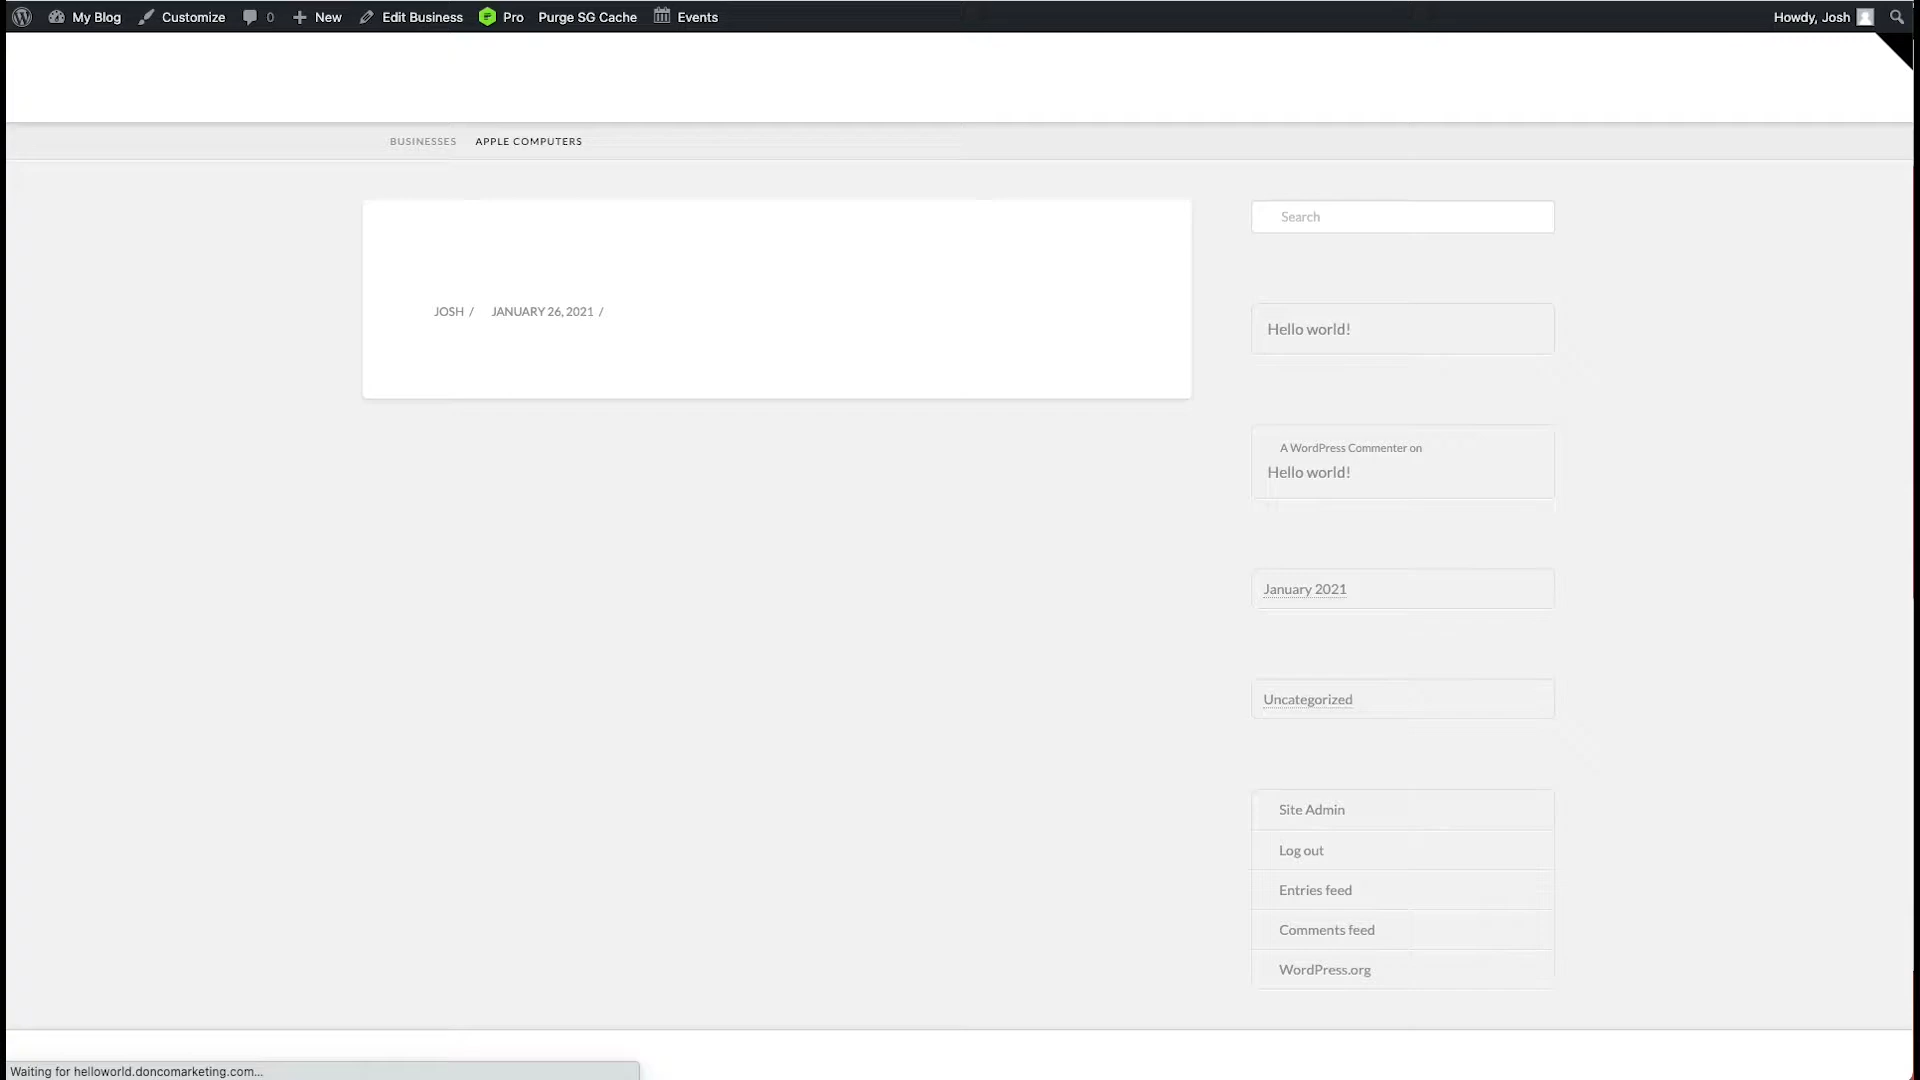 My Blog Customize 0 New Edit Business Pro Purge SG Cache Events Howdy, Josh
BUSINESSES APPLE COMPUTERS
Search
JOSH / JANUARY 26, 2021 /
Hello world!
A WordPress Commenter on
Hello world!
January 2021
Uncategorized
Site Admin
Log out
Entries feed
Comments feed
WordPress.org
Waiting for helloworld.doncomarketing.com...